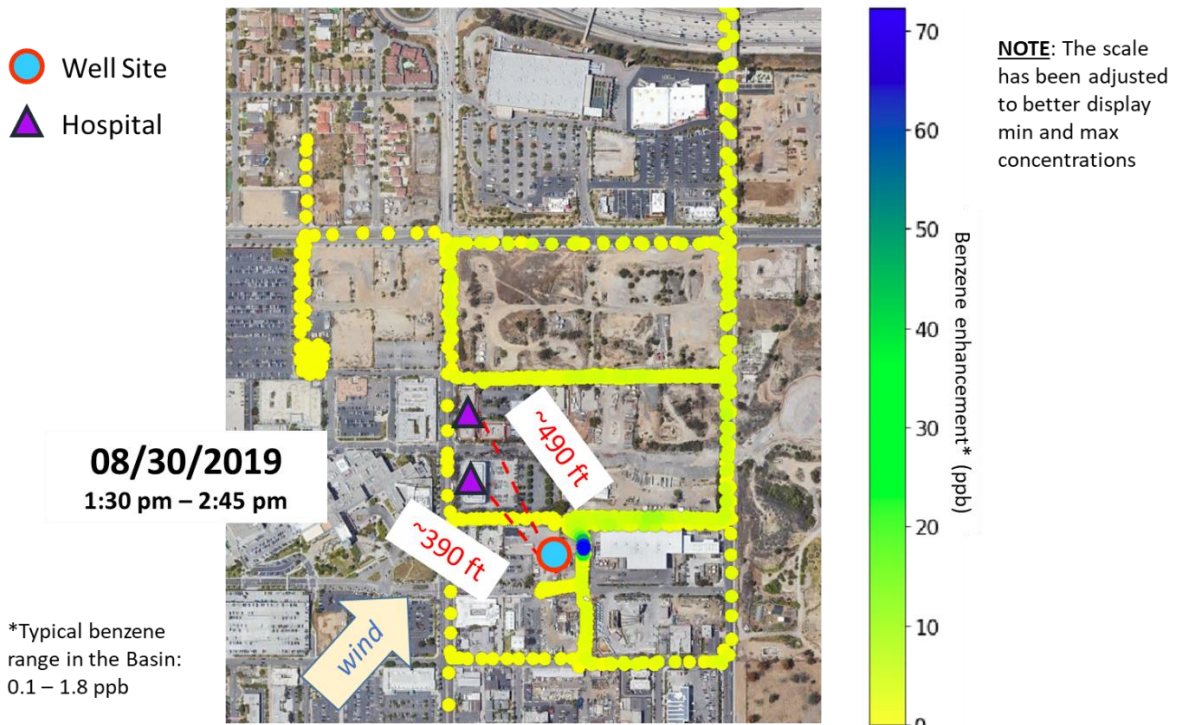 Well Site
Hospital
08/30/2019
1:30 pm – 2:45 pm
*Typical benzene
range in the Basin:
0.1 – 1.8 ppb
~490 ft
~390 ft
wind
70
60
50
40
30
20
10
0
Benzene enhancement* (ppb)
NOTE: The scale
has been adjusted
to better display
min and max
concentrations